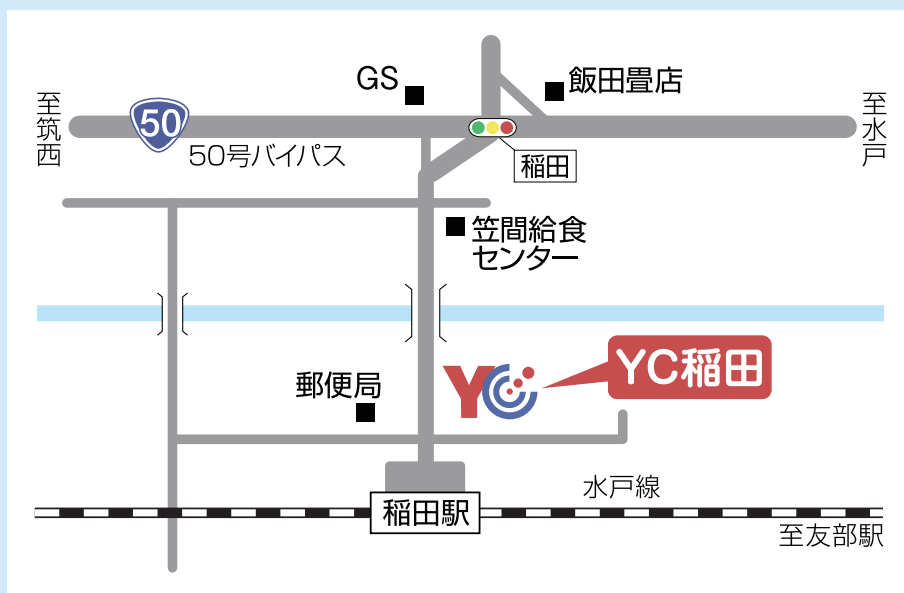 GS
飯田畳店
至筑西
50
50号バイパス
至水戸
稲田
笠間給食
センター
YC稲田
YC
郵便局
水戸線
稲田駅
至友部駅